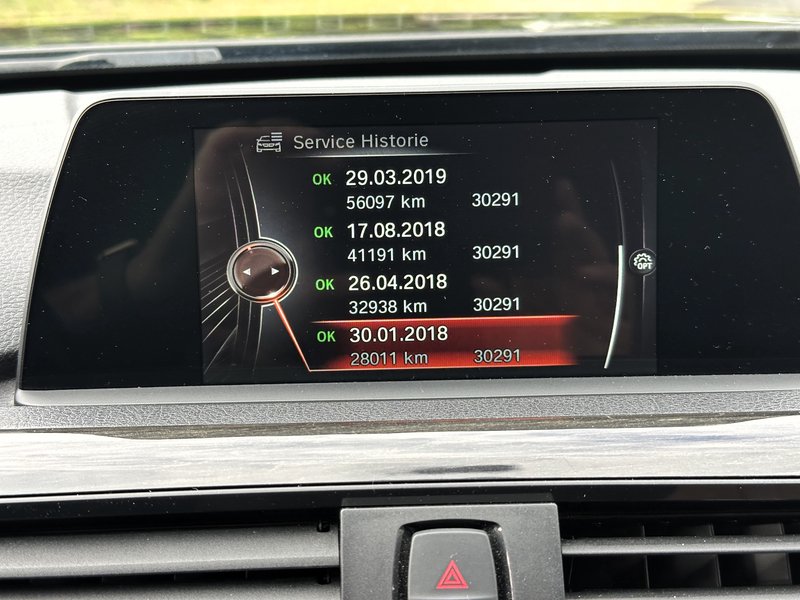 Service Historie
OK 29.03.2019
56097 km 30291
OK 17.08.2018
41191 km 30291
OK 26.04.2018
32938 km 30291
OK 30.01.2018
28011 km 30291
OPT